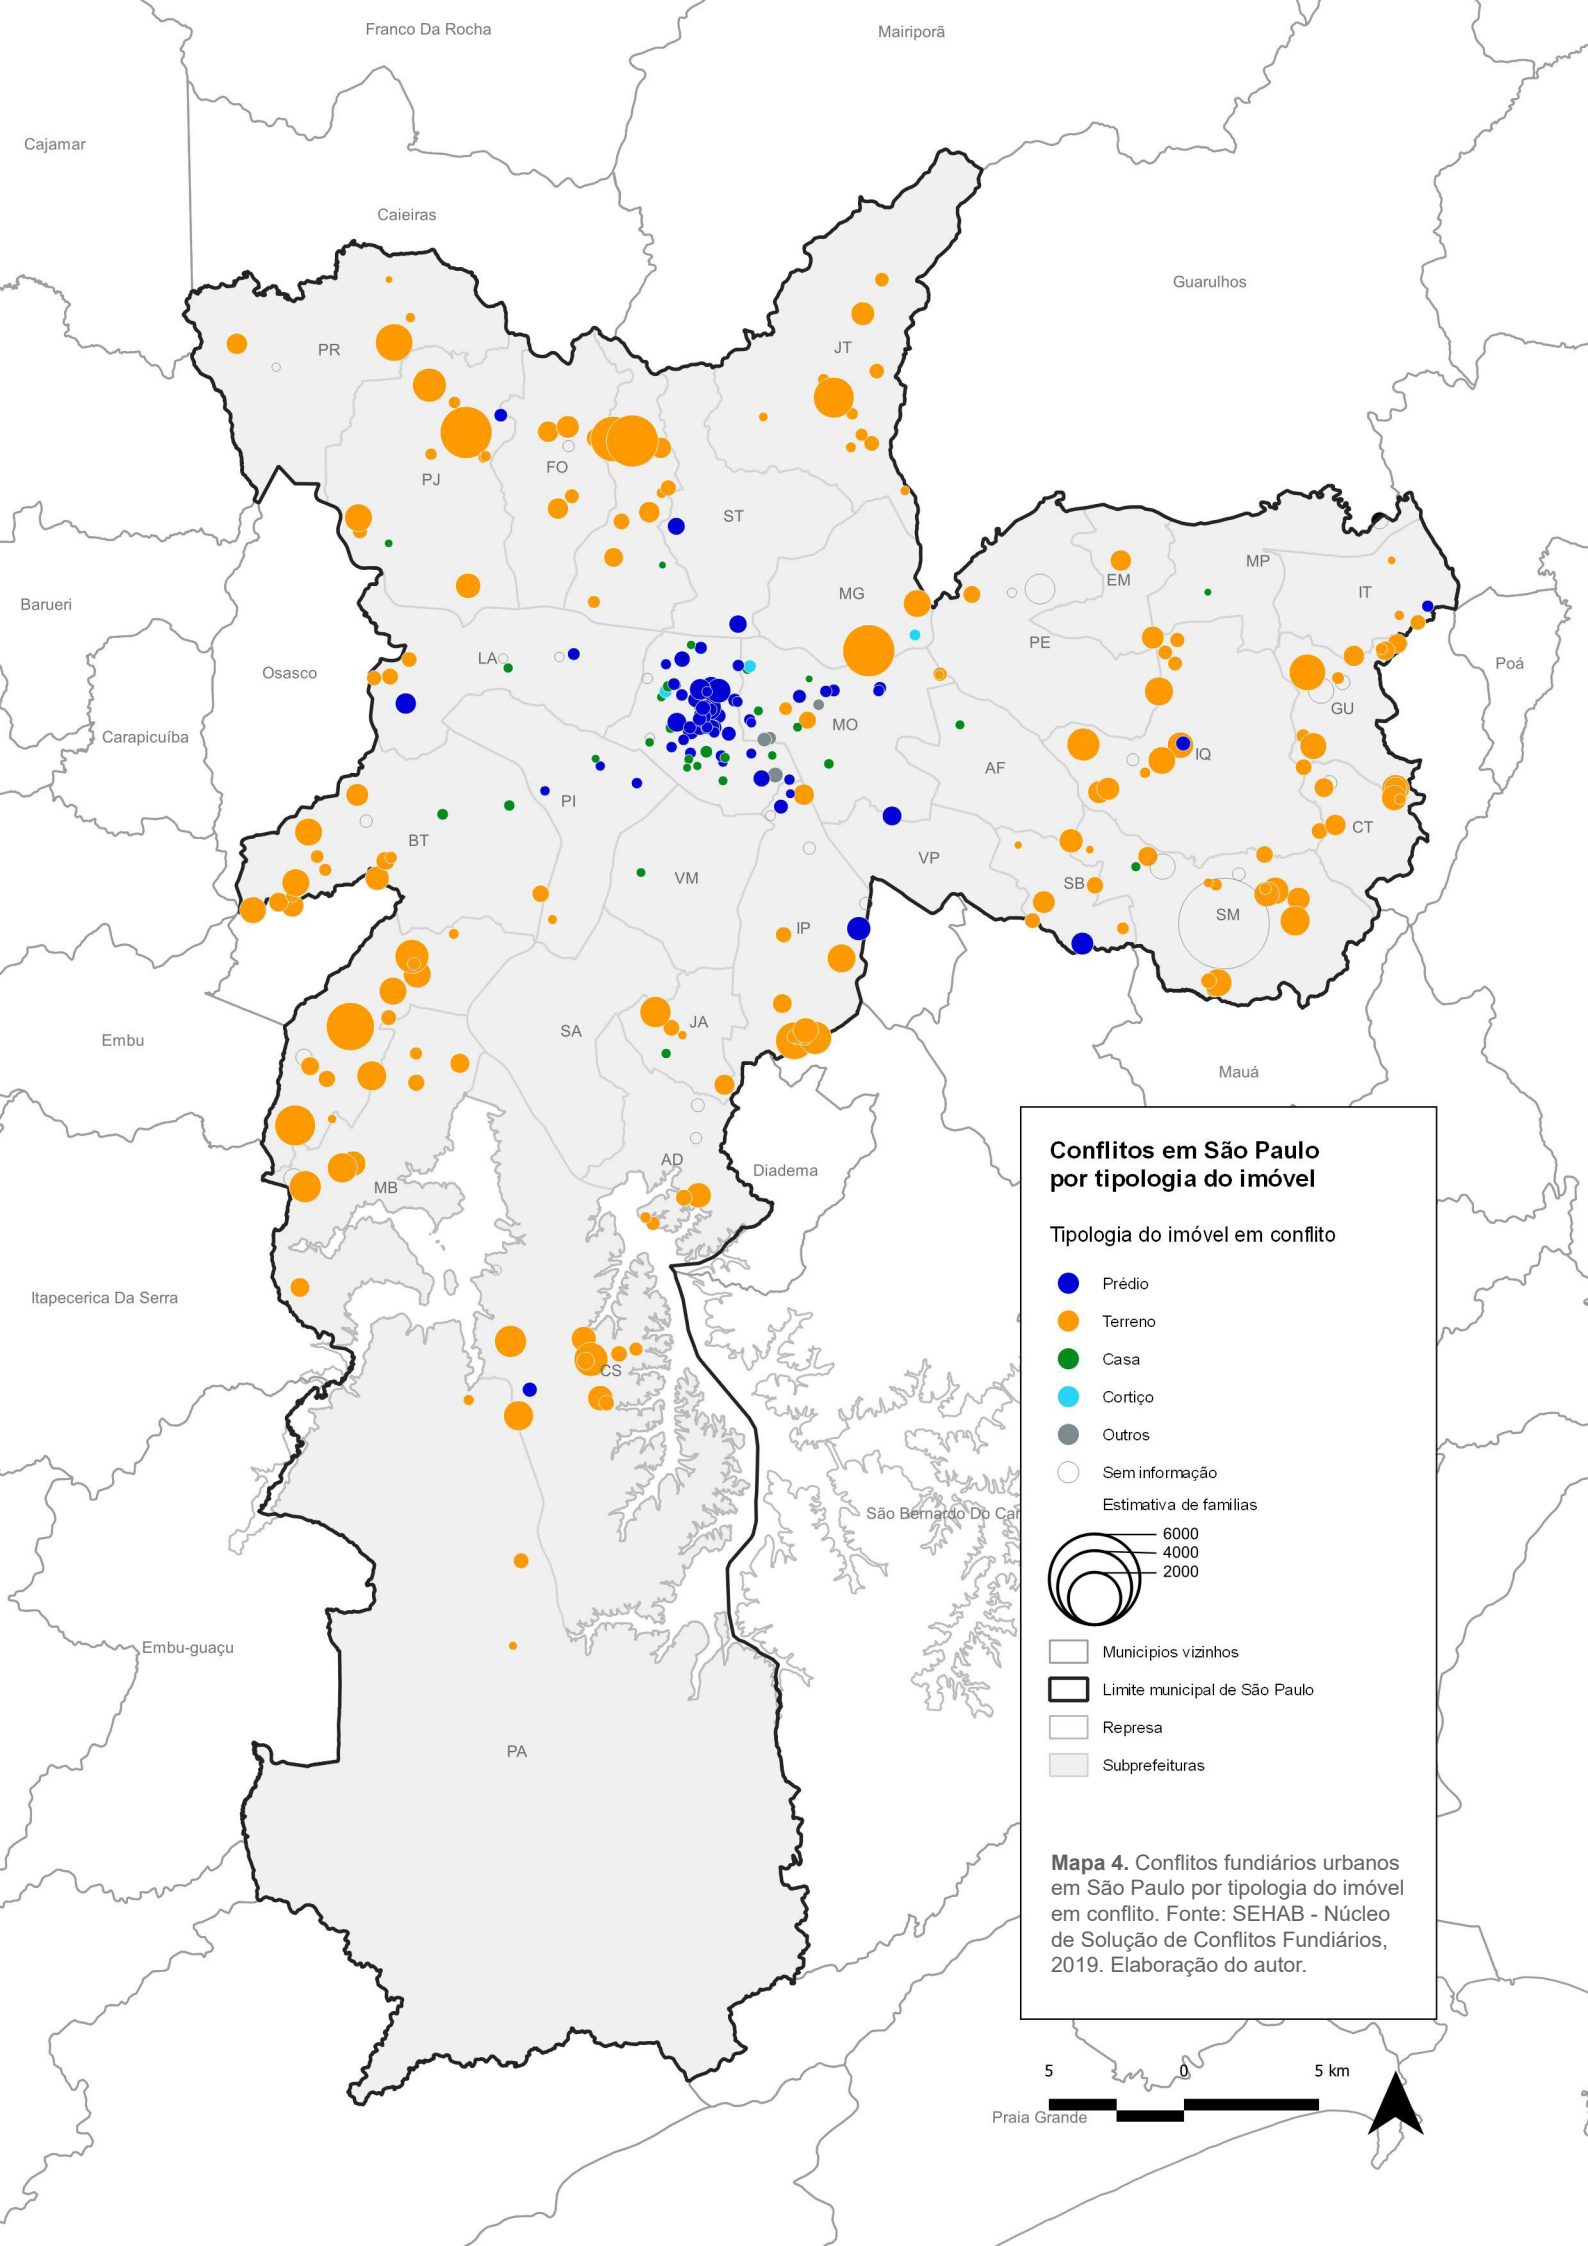 Franco Da Rocha
Mairiporã
Cajamar
Caieiras
Guarulhos
PR
JT
FO
PJ
ST
MP
EM
IT
MG
Barueri
PE
LA
Poá
Osasco
GU
MO
Carapicuíba
IQ
AF
PI
CT
BT
VP
VM
SB
SM
IP
JA
SA
Embu
Mauá
AD
Diadema
MB
Itapecerica Da Serra
CS
São Bernardo Do Car
Embu-guaçu
PA
Praia Grande
Conflitos em São Paulo
por tipologia do imóvel
Tipologia do imóvel em conflito
Prédio
Terreno
Casa
Cortiço
Outros
Sem informação
Estimativa de familias
6000
4000
2000
Municípios vizinhos
Limite municipal de São Paulo
Represa
Subprefeituras
Mapa 4. Conflitos fundiários urbanos
em São Paulo por tipologia do imóvel
em conflito. Fonte: SEHAB - Núcleo
de Solução de Conflitos Fundiários,
2019. Elaboração do autor.
5 0 5 km